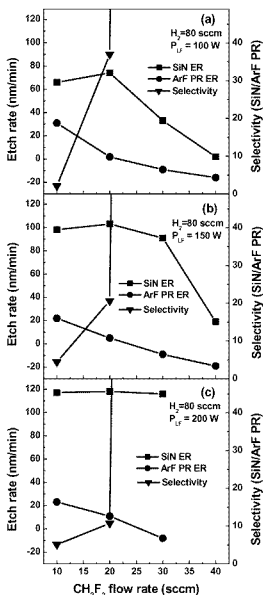 (a)
H2=80 sccm
PLF = 100 W
SiN ER
ArF PR ER
Selectivity
Etch rate (nm/min)
Selectivity (SiN/ArF PR)
120
100
80
60
40
20
0
-20
50
40
30
20
10
0
(b)
H2=80 sccm
PLF = 150 W
SiN ER
ArF PR ER
Selectivity
Etch rate (nm/min)
Selectivity (SiN/ArF PR)
120
100
80
60
40
20
0
-20
40
30
20
10
0
(c)
H2=80 sccm
PLF = 200 W
SiN ER
ArF PR ER
Selectivity
Etch rate (nm/min)
Selectivity (SiN/ArF PR)
120
100
80
60
40
20
0
-20
40
30
20
10
0
10 15 20 25 30 35 40
CH2F2 flow rate (sccm)